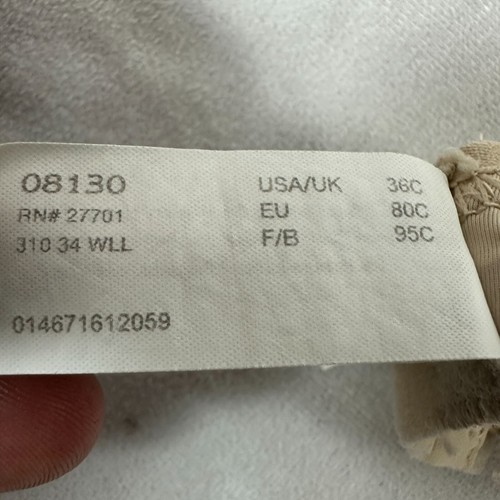 08130
RN# 27701
310 34 WLL
014671612059
USA/UK 36C
EU 80C
F/B 95C